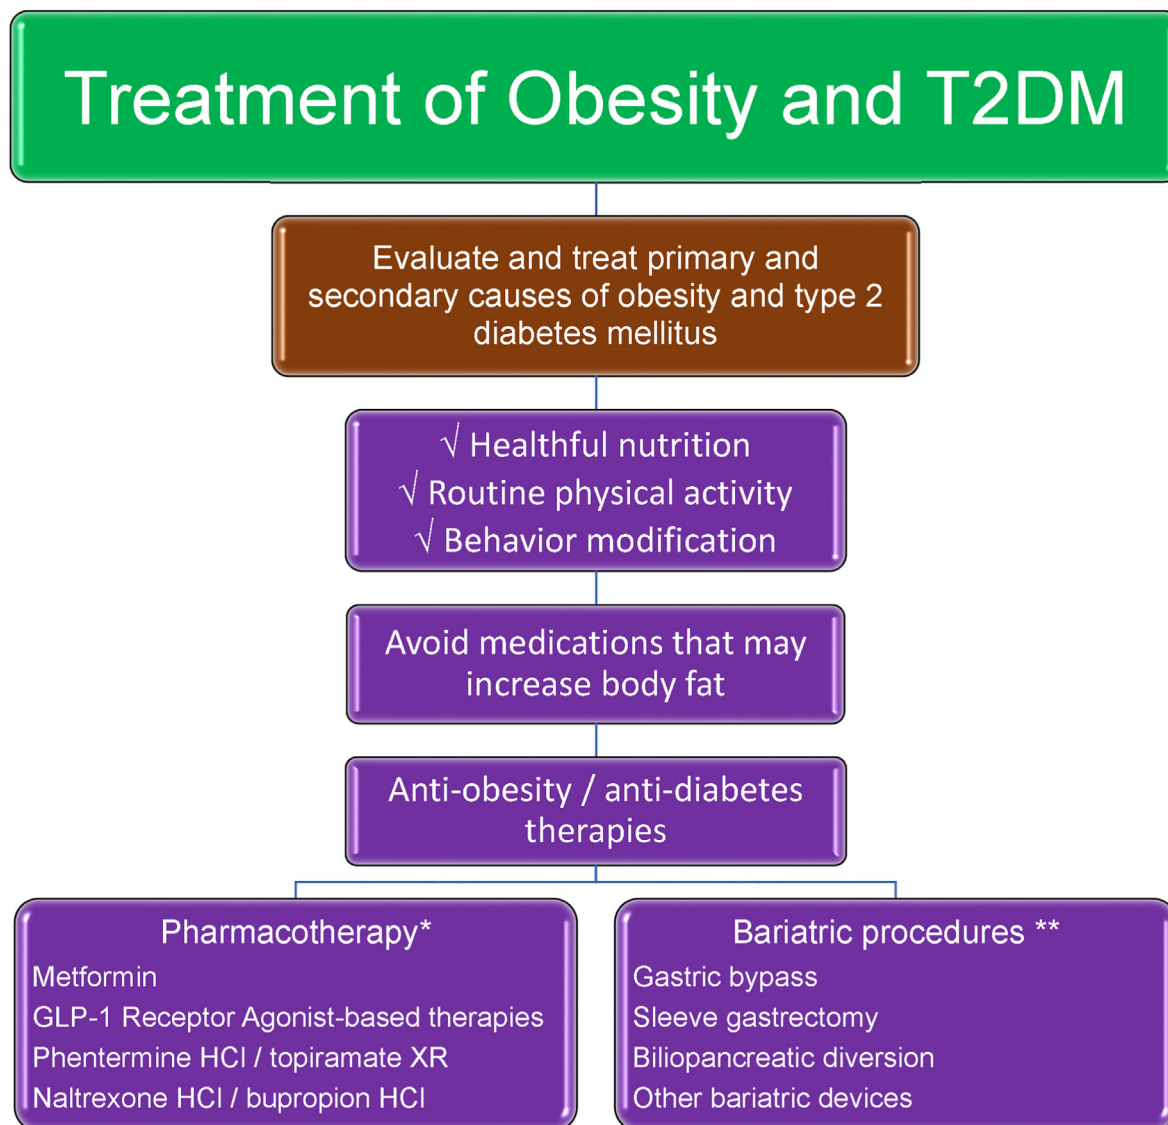 Treatment of Obesity and T2DM
Evaluate and treat primary and
secondary causes of obesity and type 2
diabetes mellitus
√ Healthful nutrition
√ Routine physical activity
√ Behavior modification
Avoid medications that may
increase body fat
Anti-obesity / anti-diabetes
therapies
Pharmacotherapy*
Metformin
GLP-1 Receptor Agonist-based therapies
Phentermine HCl / topiramate XR
Naltrexone HCl / bupropion HCl
Bariatric procedures **
Gastric bypass
Sleeve gastrectomy
Biliopancreatic diversion
Other bariatric devices